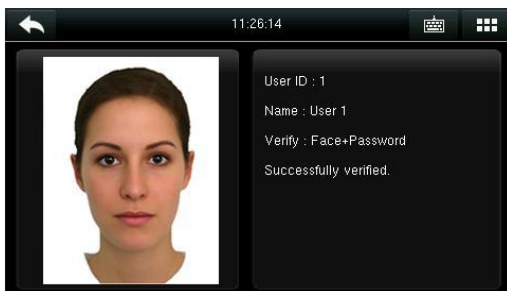 11:26:14
User ID : 1
Name : User 1
Verify : Face+Password
Successfully verified.